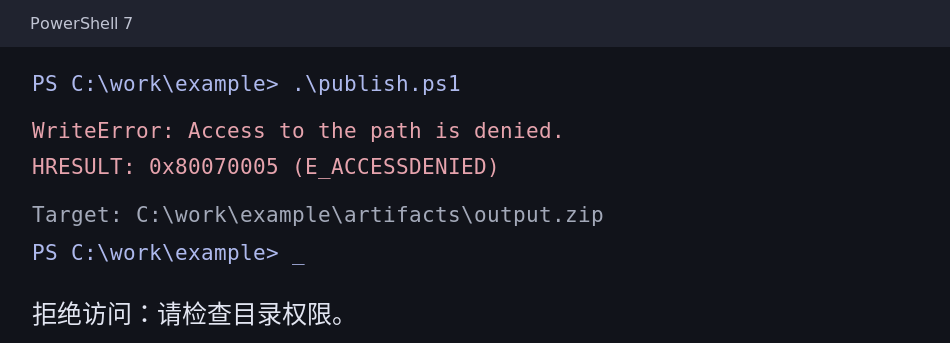 PowerShell 7
PS C:\work\example> .\publish.ps1
WriteError: Access to the path is denied.
HRESULT: 0x80070005 (E_ACCESSDENIED)
Target: C:\work\example\artifacts\output.zip
PS C:\work\example> _
拒绝访问：请检查目录权限。